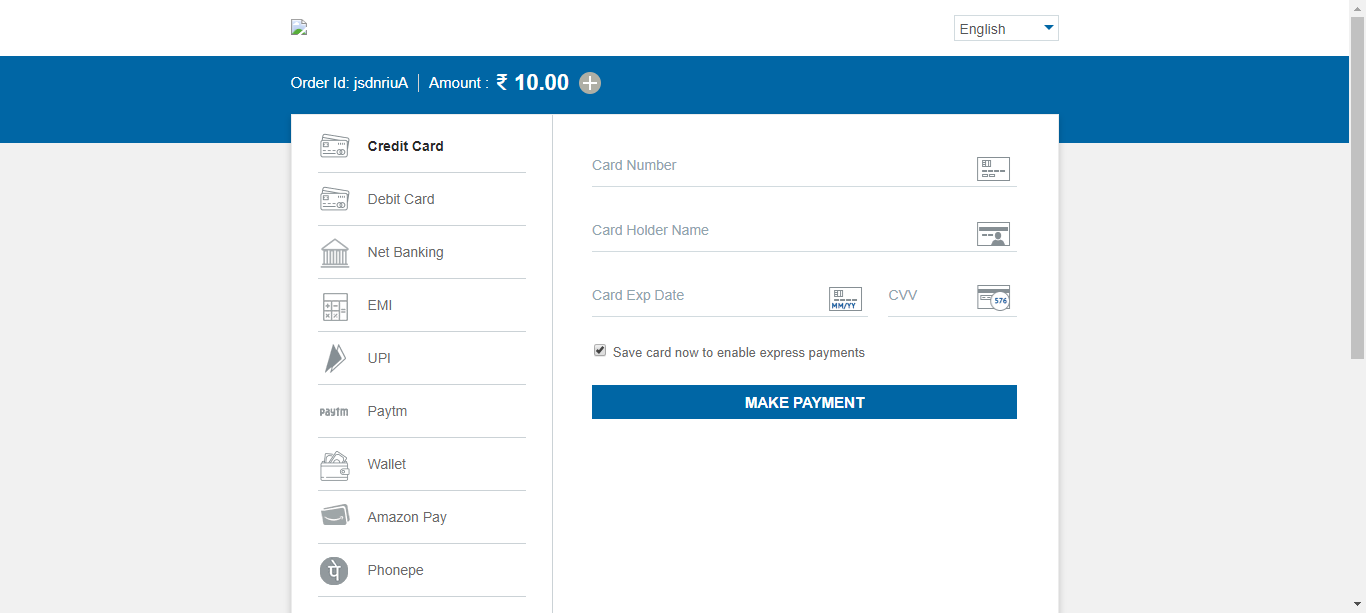 English
Order Id: jsdnriuA | Amount : ₹ 10.00
Credit Card
Debit Card
Net Banking
EMI
UPI
paytm Paytm
Wallet
Amazon Pay
पे Phonepe
Card Number
Card Holder Name
Card Exp Date MM/YY CVV 576
Save card now to enable express payments
MAKE PAYMENT